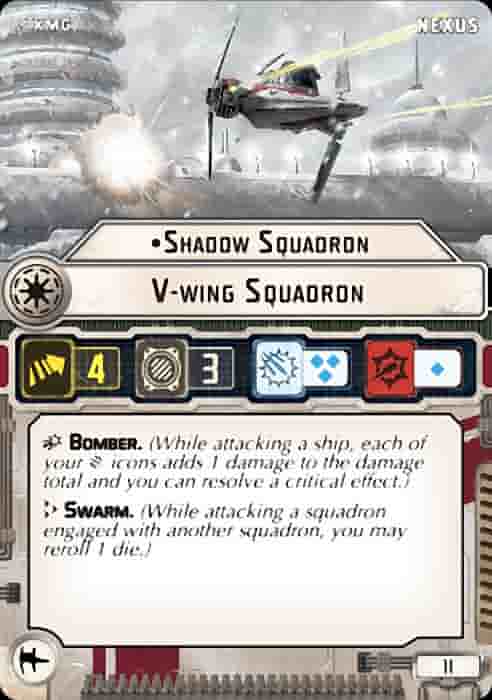 XMG
NEXUS
•Shadow Squadron
V-wing Squadron
4
3
Bomber. (While attacking a ship, each of
your icons adds 1 damage to the damage
total and you can resolve a critical effect.)
Swarm. (While attacking a squadron
engaged with another squadron, you may
reroll 1 die.)
11